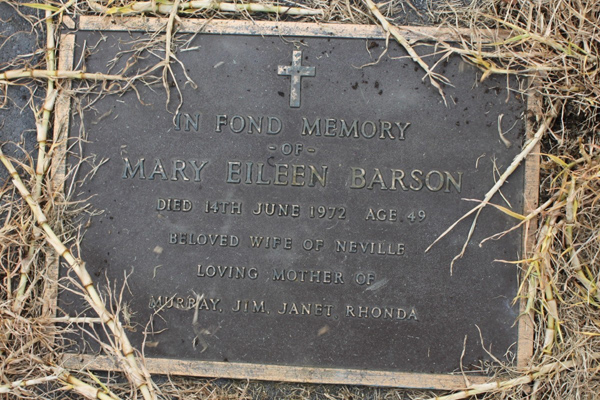 IN FOND MEMORY
- OF -
MARY EILEEN BARSON
DIED 14TH JUNE 1972 AGE 49
BELOVED WIFE OF NEVILLE
LOVING MOTHER OF
MURRAY, JIM, JANET RHONDA